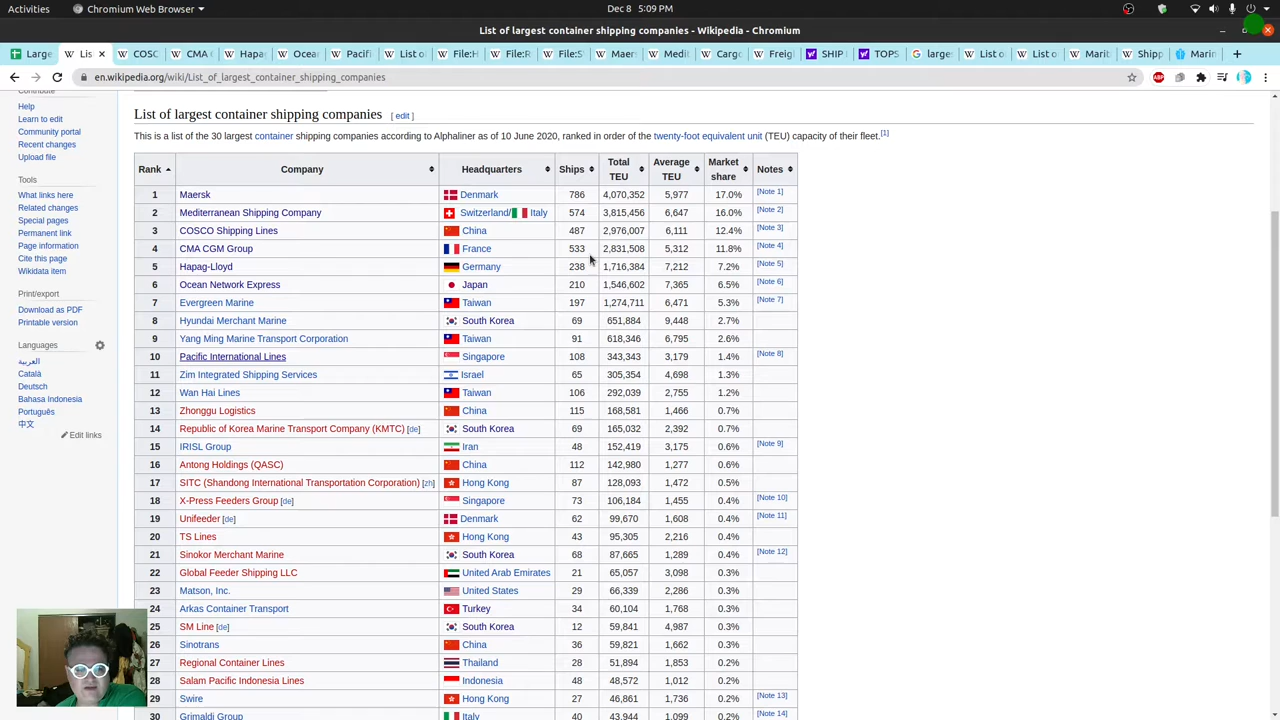 Activities Chromium Web Browser Dec 8 5:09 PM
List of largest container shipping companies - Wikipedia - Chromium
Large Lis COSC CMA C Hapa Ocean Pacifi List o File:H File:R File:S Maers Medit Cargo Freigl SHIP TOPS larges List o List o Marit Shipp Marin
en.wikipedia.org/wiki/List_of_largest_container_shipping_companies
Contribute
Help
Learn to edit
Community portal
Recent changes
Upload file
Tools
What links here
Related changes
Special pages
Permanent link
Page information
Cite this page
Wikidata item
Print/export
Download as PDF
Printable version
Languages
العربية
Català
Deutsch
Bahasa Indonesia
Português
中文
Edit links
List of largest container shipping companies [ edit ]
This is a list of the 30 largest container shipping companies according to Alphaliner as of 10 June 2020, ranked in order of the twenty-foot equivalent unit (TEU) capacity of their fleet.[1]
Rank Company Headquarters Ships Total TEU Average TEU Market share Notes
1 Maersk Denmark 786 4,070,352 5,977 17.0% [Note 1]
2 Mediterranean Shipping Company Switzerland/ Italy 574 3,815,456 6,647 16.0% [Note 2]
3 COSCO Shipping Lines China 487 2,976,007 6,111 12.4% [Note 3]
4 CMA CGM Group France 533 2,831,508 5,312 11.8% [Note 4]
5 Hapag-Lloyd Germany 238 1,716,384 7,212 7.2% [Note 5]
6 Ocean Network Express Japan 210 1,546,602 7,365 6.5% [Note 6]
7 Evergreen Marine Taiwan 197 1,274,711 6,471 5.3% [Note 7]
8 Hyundai Merchant Marine South Korea 69 651,884 9,448 2.7%
9 Yang Ming Marine Transport Corporation Taiwan 91 618,346 6,795 2.6%
10 Pacific International Lines Singapore 108 343,343 3,179 1.4% [Note 8]
11 Zim Integrated Shipping Services Israel 65 305,354 4,698 1.3%
12 Wan Hai Lines Taiwan 106 292,039 2,755 1.2%
13 Zhonggu Logistics China 115 168,581 1,466 0.7%
14 Republic of Korea Marine Transport Company (KMTC) [de] South Korea 69 165,032 2,392 0.7%
15 IRISL Group Iran 48 152,419 3,175 0.6% [Note 9]
16 Antong Holdings (QASC) China 112 142,980 1,277 0.6%
17 SITC (Shandong International Transportation Corporation) [zh] Hong Kong 87 128,093 1,472 0.5%
18 X-Press Feeders Group [de] Singapore 73 106,184 1,455 0.4% [Note 10]
19 Unifeeder [de] Denmark 62 99,670 1,608 0.4% [Note 11]
20 TS Lines Hong Kong 43 95,305 2,216 0.4%
21 Sinokor Merchant Marine South Korea 68 87,665 1,289 0.4% [Note 12]
22 Global Feeder Shipping LLC United Arab Emirates 21 65,057 3,098 0.3%
23 Matson, Inc. United States 29 66,339 2,286 0.3%
24 Arkas Container Transport Turkey 34 60,104 1,768 0.3%
25 SM Line [de] South Korea 12 59,841 4,987 0.3%
26 Sinotrans China 36 59,821 1,662 0.3%
27 Regional Container Lines Thailand 28 51,894 1,853 0.2%
28 Salam Pacific Indonesia Lines Indonesia 48 48,572 1,012 0.2%
29 Swire Hong Kong 27 46,861 1,736 0.2% [Note 13]
30 Grimaldi Group Italy 40 43,944 1,099 0.2% [Note 14]